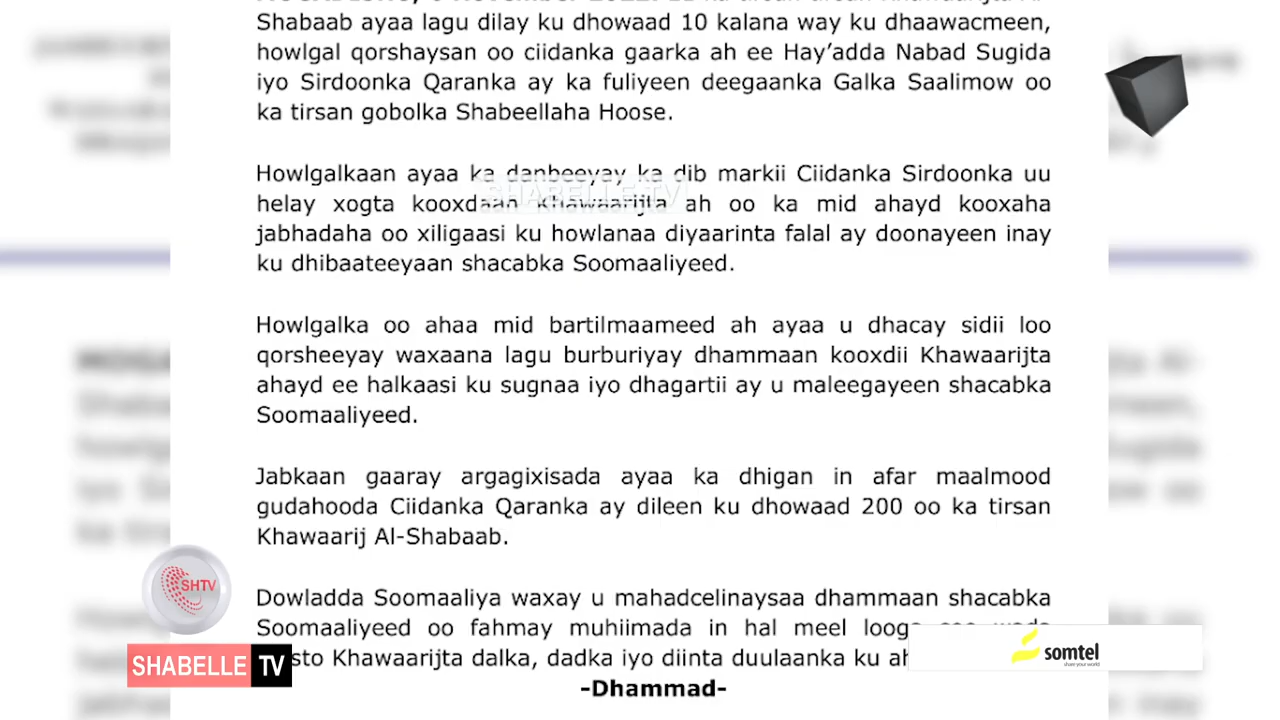 Shabaab ayaa lagu dilay ku dhowaad 10 kalana way ku dhaawacmeen,
howlgal qorshaysan oo ciidanka gaarka ah ee Hay’adda Nabad Sugida
iyo Sirdoonka Qaranka ay ka fuliyeen deegaanka Galka Saalimow oo
ka tirsan gobolka Shabeellaha Hoose.
Howlgalkaan ayaa ka danbeeyay ka dib markii Ciidanka Sirdoonka uu
helay xogta kooxdaan Khawaarijta ah oo ka mid ahayd kooxaha
jabhadaha oo xiligaasi ku howlanaa diyaarinta falal ay doonayeen inay
ku dhibaateeyaan shacabka Soomaaliyeed.
SHABELLE TV
Howlgalka oo ahaa mid bartilmaameed ah ayaa u dhacay sidii loo
qorsheeyay waxaana lagu burburiyay dhammaan kooxdii Khawaarijta
ahayd ee halkaasi ku sugnaa iyo dhagartii ay u maleegayeen shacabka
Soomaaliyeed.
Jabkaan gaaray argagixisada ayaa ka dhigan in afar maalmood
gudahooda Ciidanka Qaranka ay dileen ku dhowaad 200 oo ka tirsan
Khawaarij Al-Shabaab.
Dowladda Soomaaliya waxay u mahadcelinaysaa dhammaan shacabka
Soomaaliyeed oo fahmay muhiimada in hal meel
Khawaarijta dalka, dadka iyo diinta duulaanka ku
-Dhammad-
SHTV
SHABELLE TV
somtel
share your world